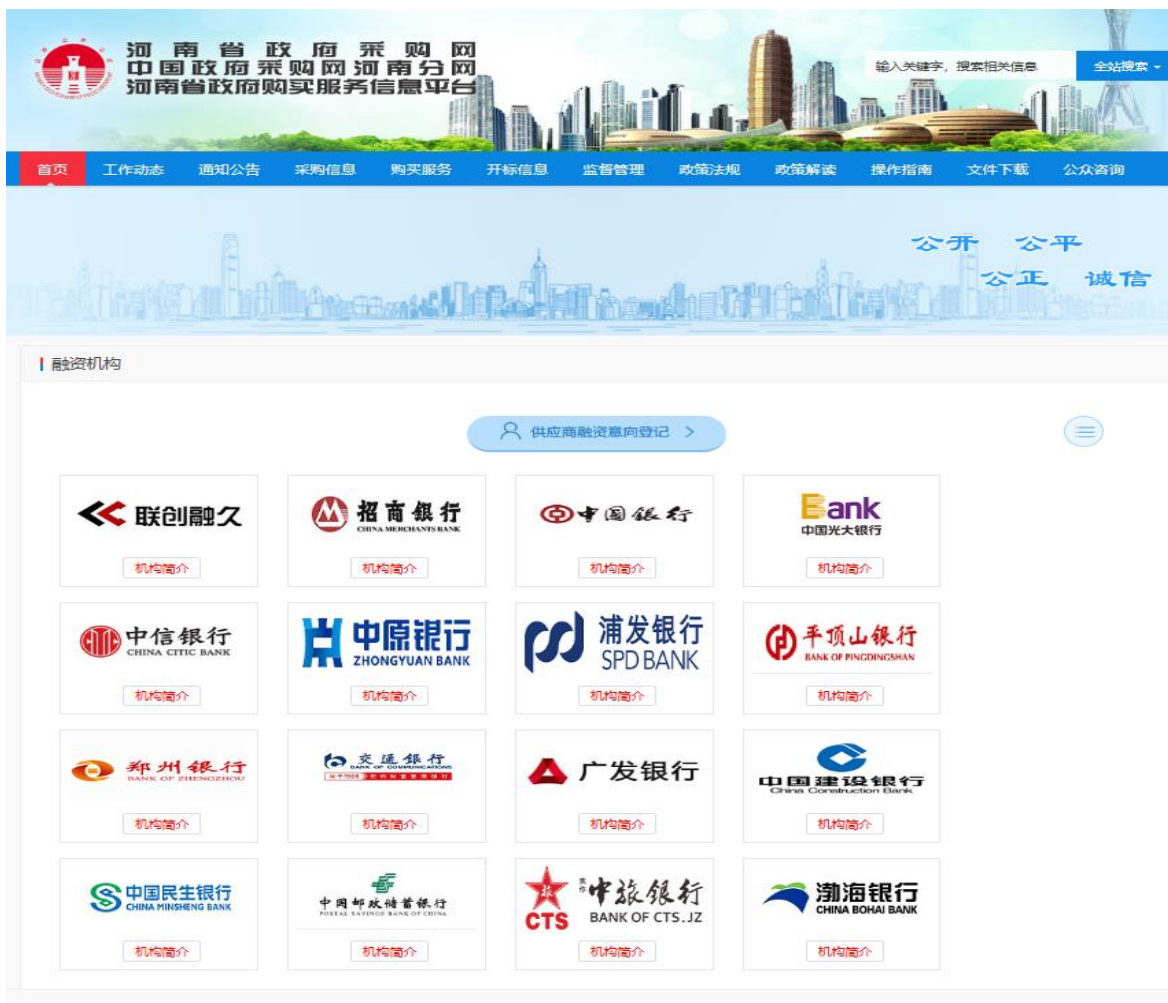 河南省政府采购网
中国政府采购网河南分网
河南省政府购买服务信息平台
输入关键字，搜索相关信息 全站搜索
首页 工作动态 通知公告 采购信息 购买服务 开标信息 监督管理 政策法规 政策解读 操作指南 文件下载 公众咨询
公开 公平
公正 诚信
融资机构
供应商融资意向登记 >
联创融久
机构简介
招商银行
CHINA MERCHANTS BANK
机构简介
中国银行
机构简介
Bank
中国光大银行
机构简介
中信银行
CHINA CITIC BANK
机构简介
中原银行
ZHONGYUAN BANK
机构简介
浦发银行
SPD BANK
机构简介
平顶山银行
BANK OF PINGDINGSHAN
机构简介
郑州银行
BANK OF ZHENGZHOU
机构简介
交通银行
BANK OF COMMUNICATIONS
机构简介
广发银行
机构简介
中国建设银行
China Construction Bank
机构简介
中国民生银行
CHINA MINSHENG BANK
机构简介
中国邮政储蓄银行
POSTAL SAVINGS BANK OF CHINA
机构简介
旅
CTS
焦作
中旅银行
BANK OF CTS.JZ
机构简介
渤海银行
CHINA BOHAI BANK
机构简介